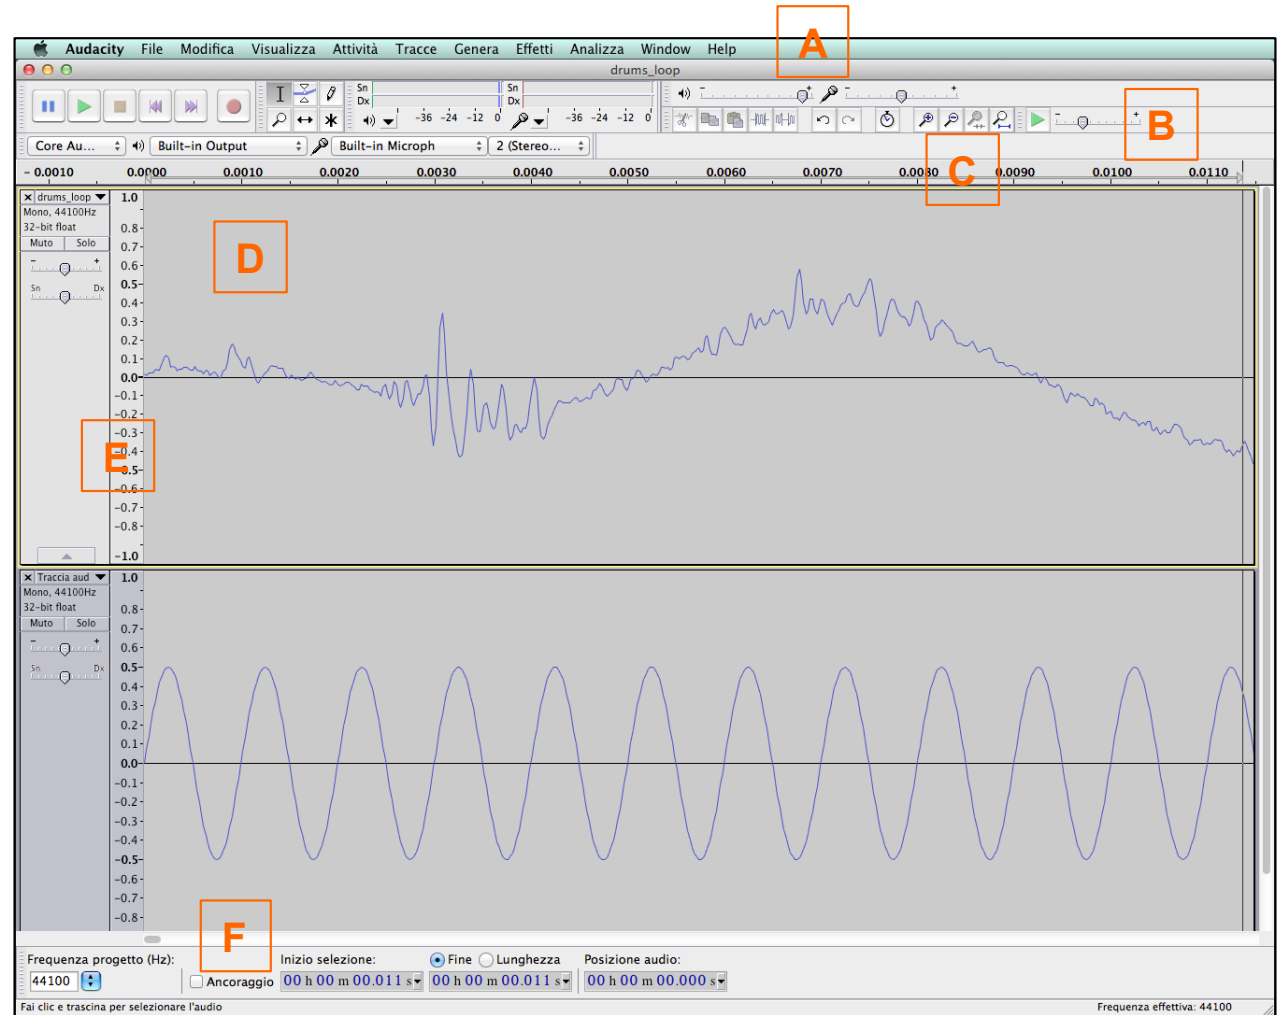 A
Audacity File Modifica Visualizza Attività Tracce Genera Effetti Analizza Window Help
drums_loop
Sn
Dx
-36 -24 -12 0
Sn
Dx
-36 -24 -12 0
- +
B
Core Au... Built-in Output Built-in Microph 2 (Stereo...
C
- 0.0010 0.0000 0.0010 0.0020 0.0030 0.0040 0.0050 0.0060 0.0070 0.0080 0.0090 0.0100 0.0110
drums_loop
Mono, 44100Hz
32-bit float
Muto Solo
- +
Sn Dx
1.0
0.8
0.7
0.6
0.5
0.4
0.3
0.2
0.1
0.0
-0.1
-0.2
-0.3
-0.4
-0.5
-0.6
-0.7
-0.8
-1.0
D
E
Traccia aud
Mono, 44100Hz
32-bit float
Muto Solo
- +
Sn Dx
1.0
0.8
0.7
0.6
0.5
0.4
0.3
0.2
0.1
0.0
-0.1
-0.2
-0.3
-0.4
-0.5
-0.6
-0.7
-0.8
F
Frequenza progetto (Hz): Inizio selezione: Fine Lunghezza Posizione audio:
44100 Ancoraggio 00 h 00 m 00.011 s 00 h 00 m 00.011 s 00 h 00 m 00.000 s
Fai clic e trascina per selezionare l'audio Frequenza effettiva: 44100